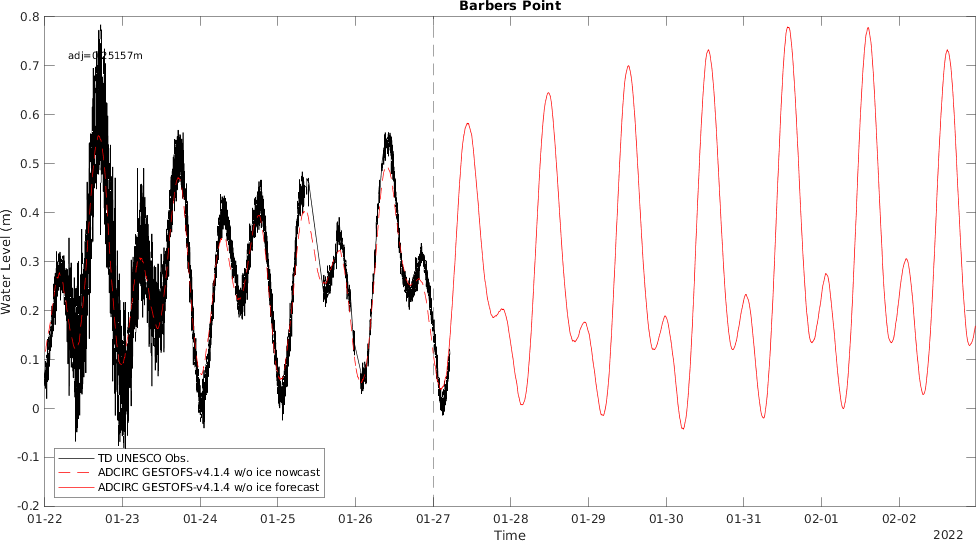 Barbers Point
0.8
0.7
0.6
0.5
0.4
0.3
0.2
0.1
0
-0.1
-0.2
Water Level (m)
adj=0.25157m
TD UNESCO Obs.
ADCIRC GESTOFS-v4.1.4 w/o ice nowcast
ADCIRC GESTOFS-v4.1.4 w/o ice forecast
01-22 01-23 01-24 01-25 01-26 01-27 01-28 01-29 01-30 01-31 02-01 02-02
Time
2022